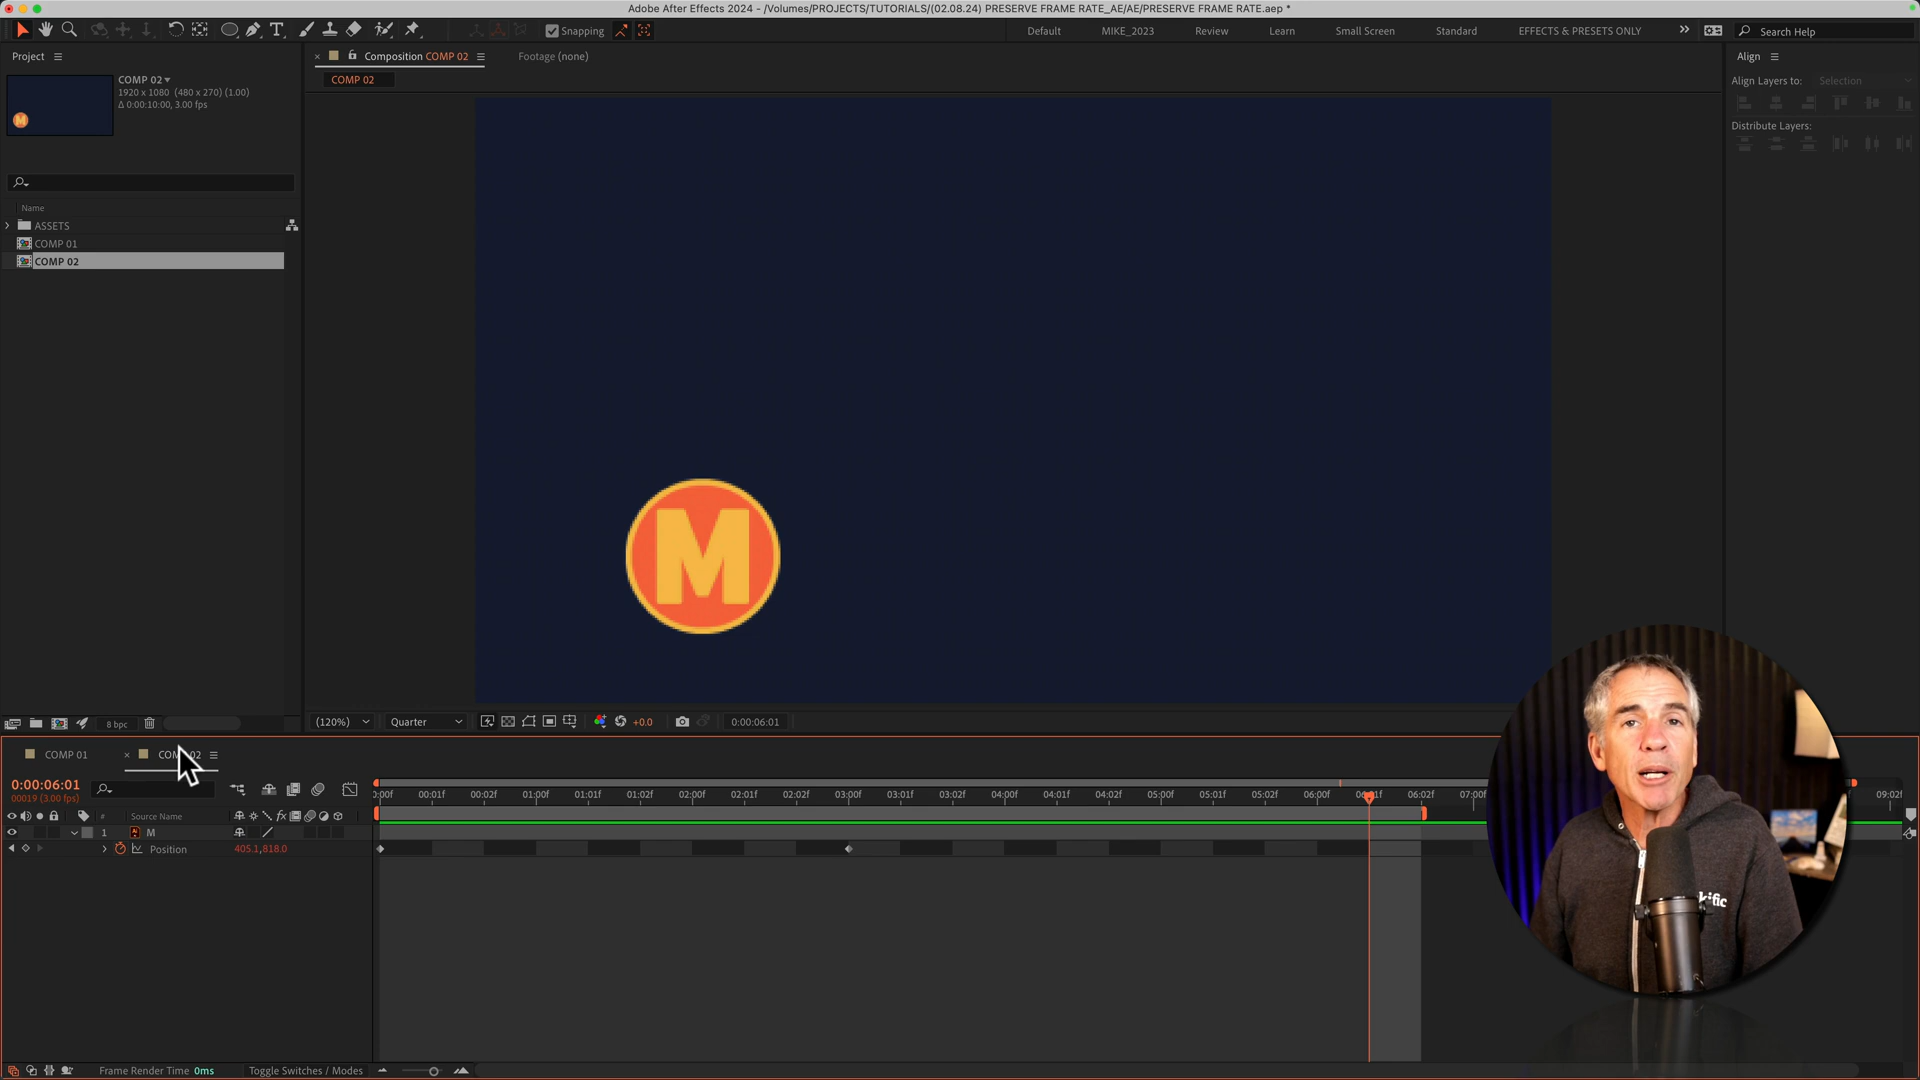 Adobe After Effects 2024 - /Volumes/PROJECTS/TUTORIALS/(02.08.24) PRESERVE FRAME RATE_AE/AE/PRESERVE FRAME RATE.aep *
Snapping
Default MIKE_2023 Review Learn Small Screen Standard EFFECTS & PRESETS ONLY Search Help
Project
Composition COMP 02
Footage (none)
Align
COMP 02
1920 x 1080 (480 x 270) (1.00)
Δ 0:00:10:00, 3.00 fps
COMP 02
Align Layers to: Selection
Distribute Layers:
Name
ASSETS
COMP 01
COMP 02
M
M
8 bpc
(120%) Quarter +0.0 0:00:06:01
COMP 01
0:00:06:01
00019 (3.00 fps)
:00f 00:01f 00:02f 01:00f 01:01f 01:02f 02:00f 02:01f 02:02f 03:00f 03:01f 03:02f 04:00f 04:01f 04:02f 05:00f 05:01f 05:02f 06:00f 06:02f 07:00f 09:02f
# Source Name
1 M
Position 405.1,818.0
Frame Render Time 0ms Toggle Switches / Modes